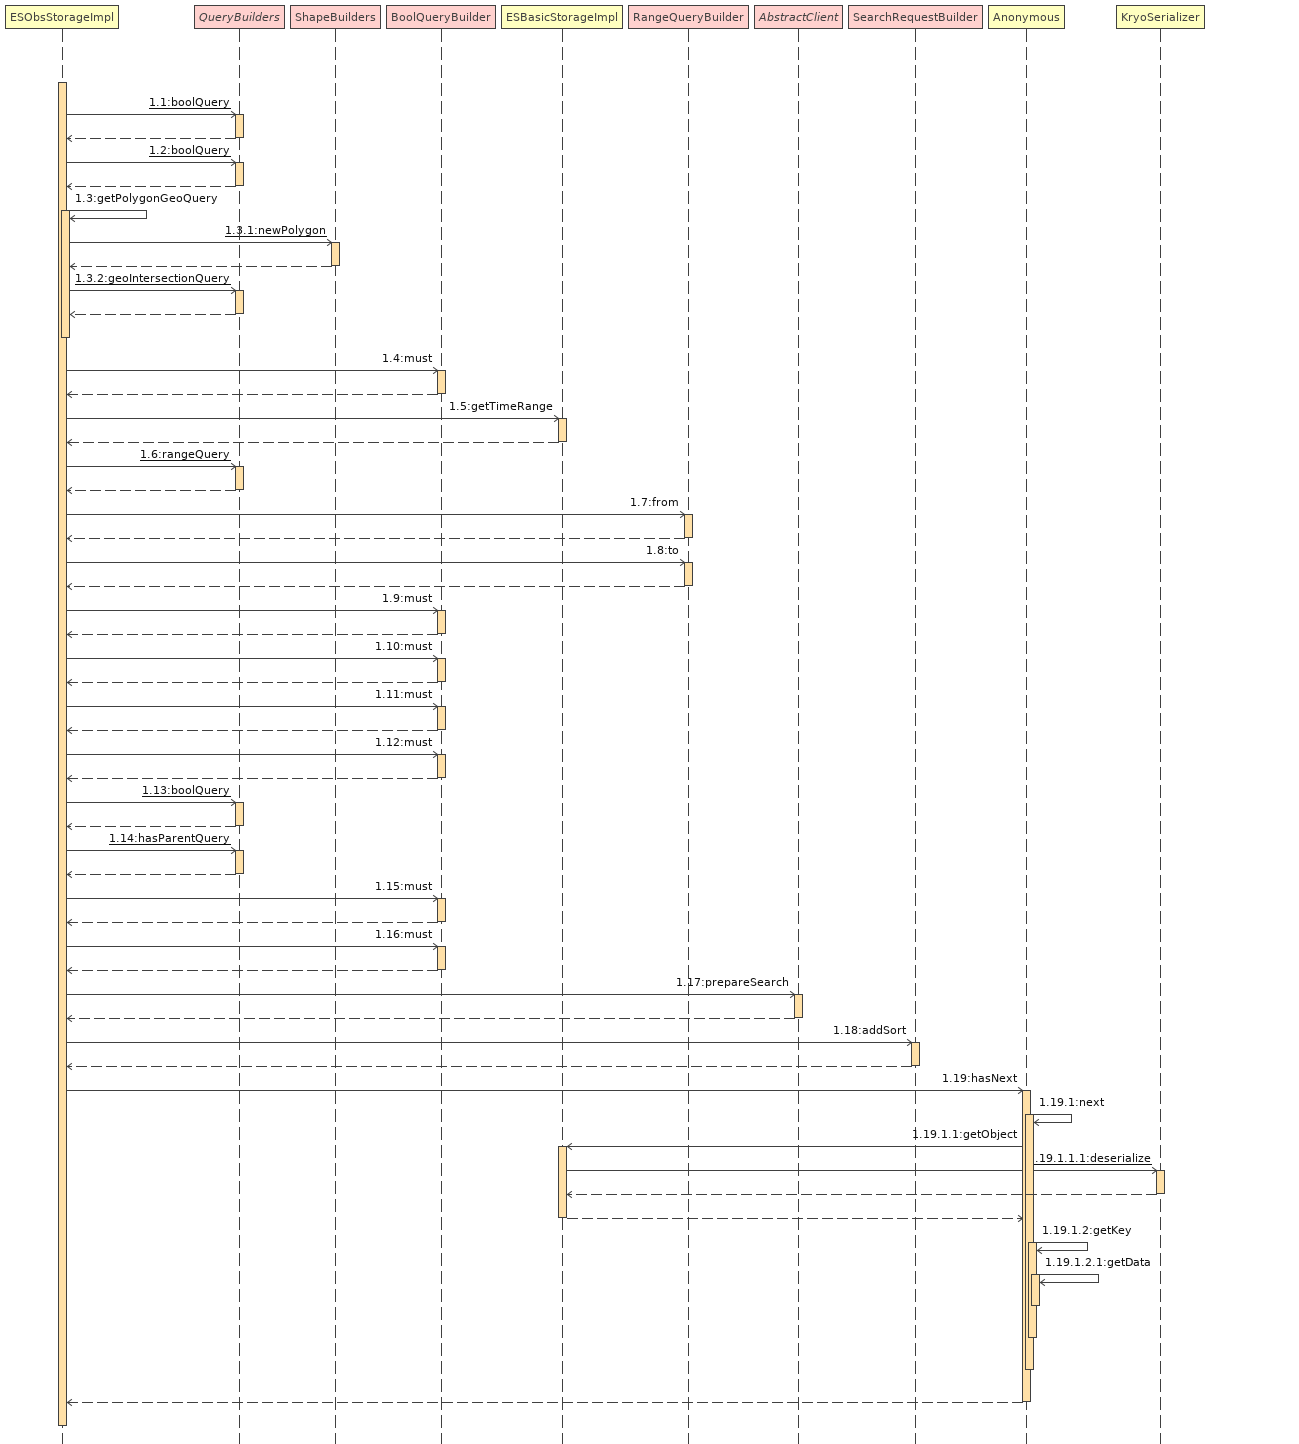 ESObsStorageImpl
QueryBuilders
ShapeBuilders
BoolQueryBuilder
ESBasicStorageImpl
RangeQueryBuilder
AbstractClient
SearchRequestBuilder
Anonymous
KryoSerializer
1.1:boolQuery
1.2:boolQuery
1.3:getPolygonGeoQuery
1.3.1:newPolygon
1.3.2:geoIntersectionQuery
1.4:must
1.5:getTimeRange
1.6:rangeQuery
1.7:from
1.8:to
1.9:must
1.10:must
1.11:must
1.12:must
1.13:boolQuery
1.14:hasParentQuery
1.15:must
1.16:must
1.17:prepareSearch
1.18:addSort
1.19:hasNext
1.19.1:next
1.19.1.1:getObject
.19.1.1.1:deserialize
1.19.1.2:getKey
1.19.1.2.1:getData